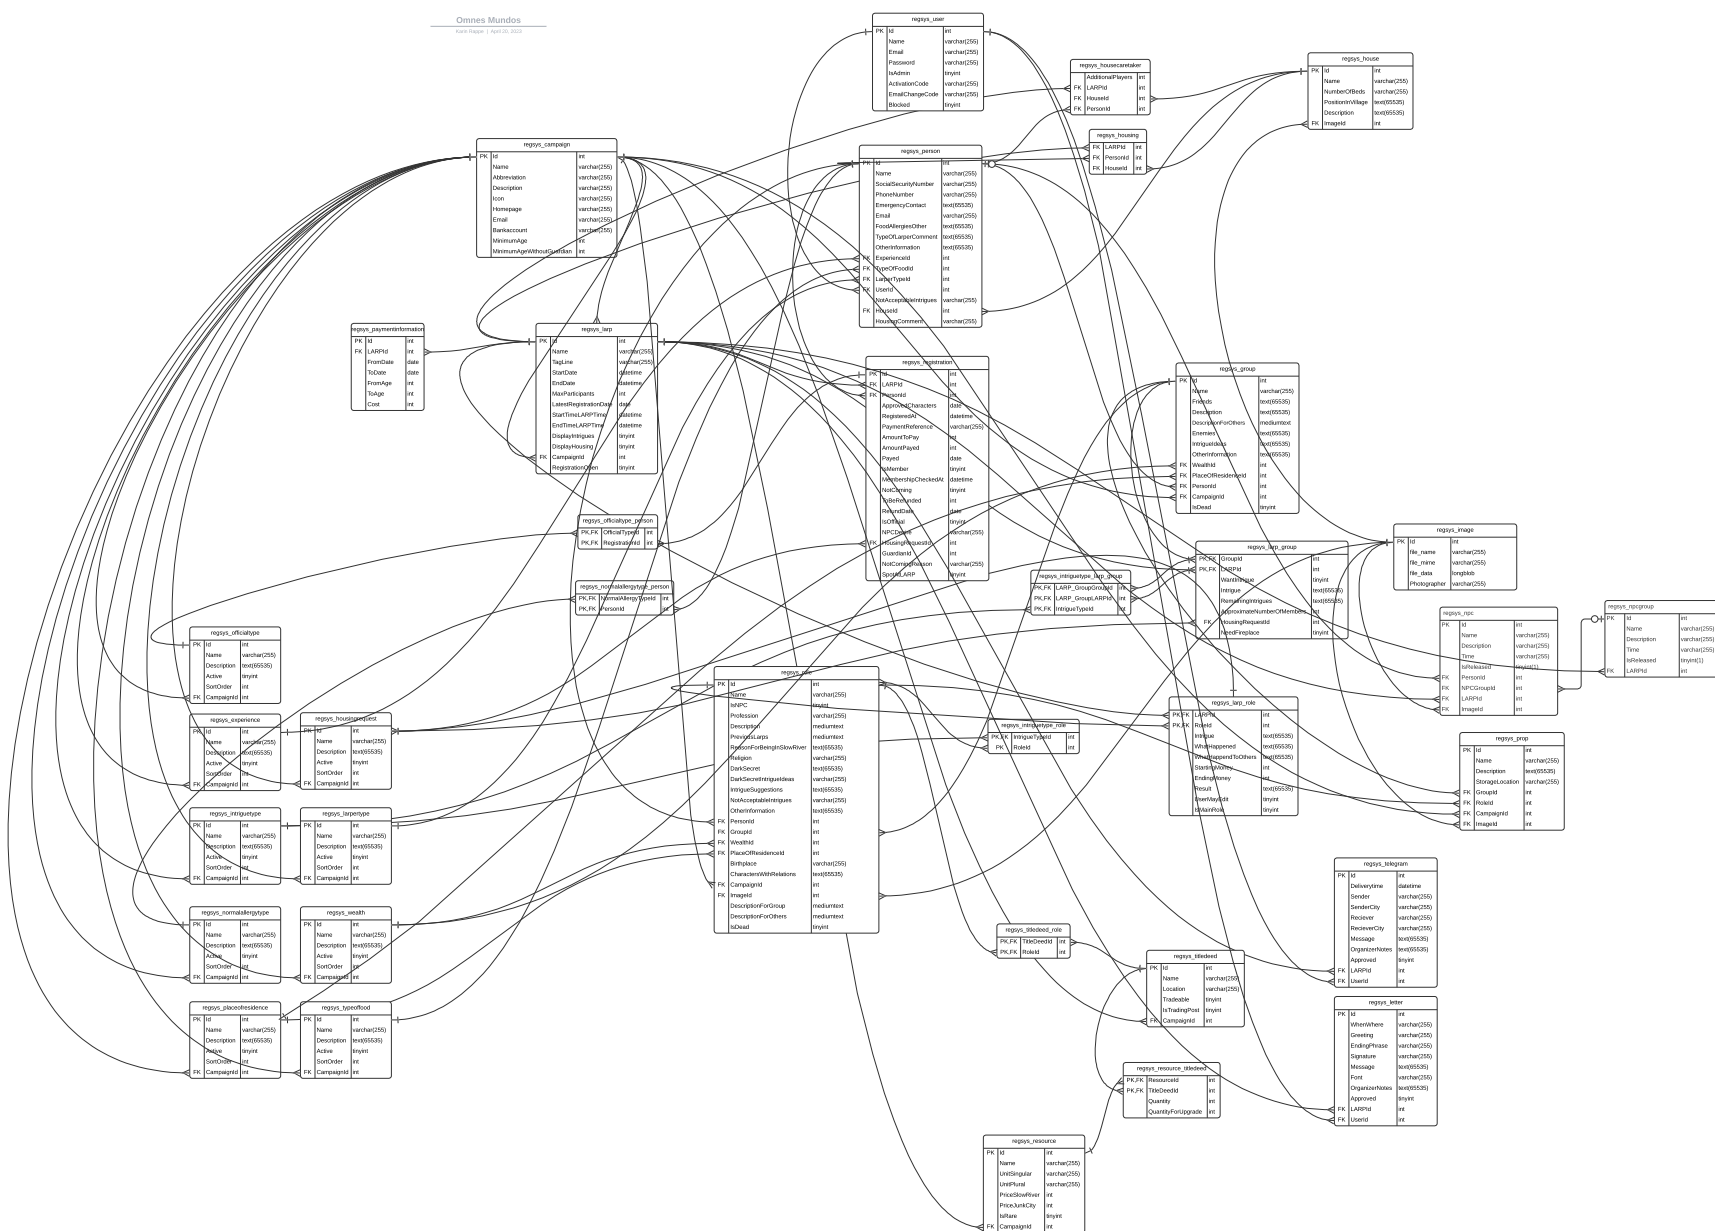 Omnes Mundos
Karin Rappe | April 20, 2023
regsys_user
PK Id int
Name varchar(255)
Email varchar(255)
Password varchar(255)
IsAdmin tinyint
ActivationCode varchar(255)
EmailChangeCode varchar(255)
Blocked tinyint
regsys_housecaretaker
AdditionalPlayers int
FK LARPId int
FK HouseId int
FK PersonId int
regsys_house
PK Id int
Name varchar(255)
NumberOfBeds varchar(255)
PositionInVillage text(65535)
Description text(65535)
FK ImageId int
regsys_housing
FK LARPId int
FK PersonId int
FK HouseId int
regsys_campaign
PK Id int
Name varchar(255)
Abbreviation varchar(255)
Description varchar(255)
Icon varchar(255)
Homepage varchar(255)
Email varchar(255)
Bankaccount varchar(255)
MinimumAge int
MinimumAgeWithoutGuardian int
regsys_person
PK Id int
Name varchar(255)
SocialSecurityNumber varchar(255)
PhoneNumber varchar(255)
EmergencyContact text(65535)
Email varchar(255)
FoodAllergiesOther text(65535)
TypeOfLarperComment text(65535)
OtherInformation text(65535)
FK ExperienceId int
FK TypeOfFoodId int
FK LarperTypeId int
FK UserId int
NotAcceptableIntrigues varchar(255)
FK HouseId int
HousingComment varchar(255)
regsys_paymentinformation
PK Id int
FK LARPId int
FromDate date
ToDate date
FromAge int
ToAge int
Cost int
regsys_larp
PK Id int
Name varchar(255)
TagLine varchar(255)
StartDate datetime
EndDate datetime
MaxParticipants int
LatestRegistrationDate date
StartTimeLARPTime datetime
EndTimeLARPTime datetime
DisplayIntrigues tinyint
DisplayHousing tinyint
FK CampaignId int
RegistrationOpen tinyint
regsys_registration
PK Id int
FK LARPId int
FK PersonId int
ApprovedCharacters date
RegisteredAt datetime
PaymentReference varchar(255)
AmountToPay int
AmountPayed int
Payed date
IsMember tinyint
MembershipCheckedAt datetime
NotComing tinyint
ToBeRefunded int
RefundDate date
IsOfficial tinyint
NPCDesire varchar(255)
FK HousingRequestId int
GuardianId int
NotComingReason varchar(255)
SpotAtLARP tinyint
regsys_group
PK Id int
Name varchar(255)
Friends text(65535)
Description text(65535)
DescriptionForOthers mediumtext
Enemies text(65535)
IntrigueIdeas text(65535)
OtherInformation text(65535)
FK WealthId int
FK PlaceOfResidenceId int
FK PersonId int
FK CampaignId int
IsDead tinyint
regsys_officialtype_person
PK,FK OfficialTypeId int
PK,FK RegistrationId int
regsys_normalallergytype_person
PK,FK NormalAllergyTypeId int
PK,FK PersonId int
regsys_intriguetype_larp_group
PK,FK LARP_GroupGroupId int
PK,FK LARP_GroupLARPId int
PK,FK IntrigueTypeId int
regsys_larp_group
PK,FK GroupId int
PK,FK LARPId int
WantIntrigue tinyint
Intrigue text(65535)
RemainingIntrigues text(65535)
ApproximateNumberOfMembers int
FK HousingRequestId int
NeedFireplace tinyint
regsys_image
PK Id int
file_name varchar(255)
file_mime varchar(255)
file_data longblob
Photographer varchar(255)
regsys_npc
PK Id int
Name varchar(255)
Description varchar(255)
Time varchar(255)
IsReleased tinyint(1)
FK PersonId int
FK NPCGroupId int
FK LARPId int
FK ImageId int
regsys_npcgroup
PK Id int
Name varchar(255)
Description varchar(255)
Time varchar(255)
IsReleased tinyint(1)
FK LARPId int
regsys_officialtype
PK Id int
Name varchar(255)
Description text(65535)
Active tinyint
SortOrder int
FK CampaignId int
regsys_experience
PK Id int
Name varchar(255)
Description text(65535)
Active tinyint
SortOrder int
FK CampaignId int
regsys_housingrequest
PK Id int
Name varchar(255)
Description text(65535)
Active tinyint
SortOrder int
FK CampaignId int
regsys_intriguetype
PK Id int
Name varchar(255)
Description text(65535)
Active tinyint
SortOrder int
FK CampaignId int
regsys_larpertype
PK Id int
Name varchar(255)
Description text(65535)
Active tinyint
SortOrder int
FK CampaignId int
regsys_normalallergytype
PK Id int
Name varchar(255)
Description text(65535)
Active tinyint
SortOrder int
FK CampaignId int
regsys_wealth
PK Id int
Name varchar(255)
Description text(65535)
Active tinyint
SortOrder int
FK CampaignId int
regsys_placeofresidence
PK Id int
Name varchar(255)
Description text(65535)
Active tinyint
SortOrder int
FK CampaignId int
regsys_typeoffood
PK Id int
Name varchar(255)
Description text(65535)
Active tinyint
SortOrder int
FK CampaignId int
regsys_role
PK Id int
Name varchar(255)
IsNPC tinyint
Profession varchar(255)
Description mediumtext
PreviousLarps mediumtext
ReasonForBeingInSlowRiver text(65535)
Religion varchar(255)
DarkSecret text(65535)
DarkSecretIntrigueIdeas varchar(255)
IntrigueSuggestions text(65535)
NotAcceptableIntrigues varchar(255)
OtherInformation text(65535)
FK PersonId int
FK GroupId int
FK WealthId int
FK PlaceOfResidenceId int
Birthplace varchar(255)
CharactersWithRelations text(65535)
FK CampaignId int
FK ImageId int
DescriptionForGroup mediumtext
DescriptionForOthers mediumtext
IsDead tinyint
regsys_intriguetype_role
PK,FK IntrigueTypeId int
PK RoleId int
regsys_larp_role
PK,FK LARPId int
PK,FK RoleId int
Intrigue text(65535)
WhatHappened text(65535)
WhatHappendToOthers text(65535)
StartingMoney int
EndingMoney int
Result text(65535)
UserMayEdit tinyint
IsMainRole tinyint
regsys_prop
PK Id int
Name varchar(255)
Description text(65535)
StorageLocation varchar(255)
FK GroupId int
FK RoleId int
FK CampaignId int
FK ImageId int
regsys_telegram
PK Id int
Deliverytime datetime
Sender varchar(255)
SenderCity varchar(255)
Reciever varchar(255)
RecieverCity varchar(255)
Message text(65535)
OrganizerNotes text(65535)
Approved tinyint
FK LARPId int
FK UserId int
regsys_titledeed_role
PK,FK TitleDeedId int
PK,FK RoleId int
regsys_titledeed
PK Id int
Name varchar(255)
Location varchar(255)
Tradeable tinyint
IsTradingPost tinyint
FK CampaignId int
regsys_letter
PK Id int
WhenWhere varchar(255)
Greeting varchar(255)
EndingPhrase varchar(255)
Signature varchar(255)
Message text(65535)
Font varchar(255)
OrganizerNotes text(65535)
Approved tinyint
FK LARPId int
FK UserId int
regsys_resource_titledeed
PK,FK ResourceId int
PK,FK TitleDeedId int
Quantity int
QuantityForUpgrade int
regsys_resource
PK Id int
Name varchar(255)
UnitSingular varchar(255)
UnitPlural varchar(255)
PriceSlowRiver int
PriceJunkCity int
IsRare tinyint
FK CampaignId int